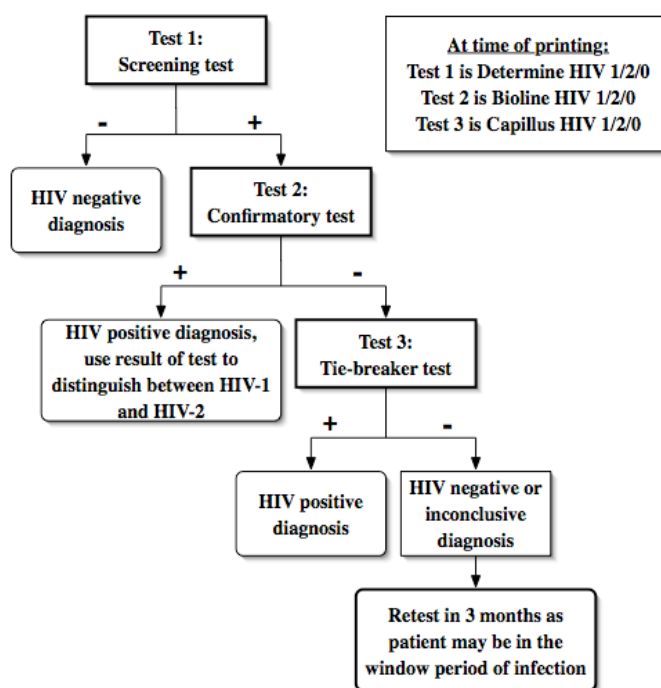 Test 1:
Screening test
At time of printing:
Test 1 is Determine HIV 1/2/0
Test 2 is Bioline HIV 1/2/0
Test 3 is Capillus HIV 1/2/0
-
+
HIV negative
diagnosis
Test 2:
Confirmatory test
+
-
HIV positive diagnosis,
use result of test to
distinguish between HIV-1
and HIV-2
Test 3:
Tie-breaker test
+
-
HIV positive
diagnosis
HIV negative or
inconclusive
diagnosis
Retest in 3 months as
patient may be in the
window period of infection